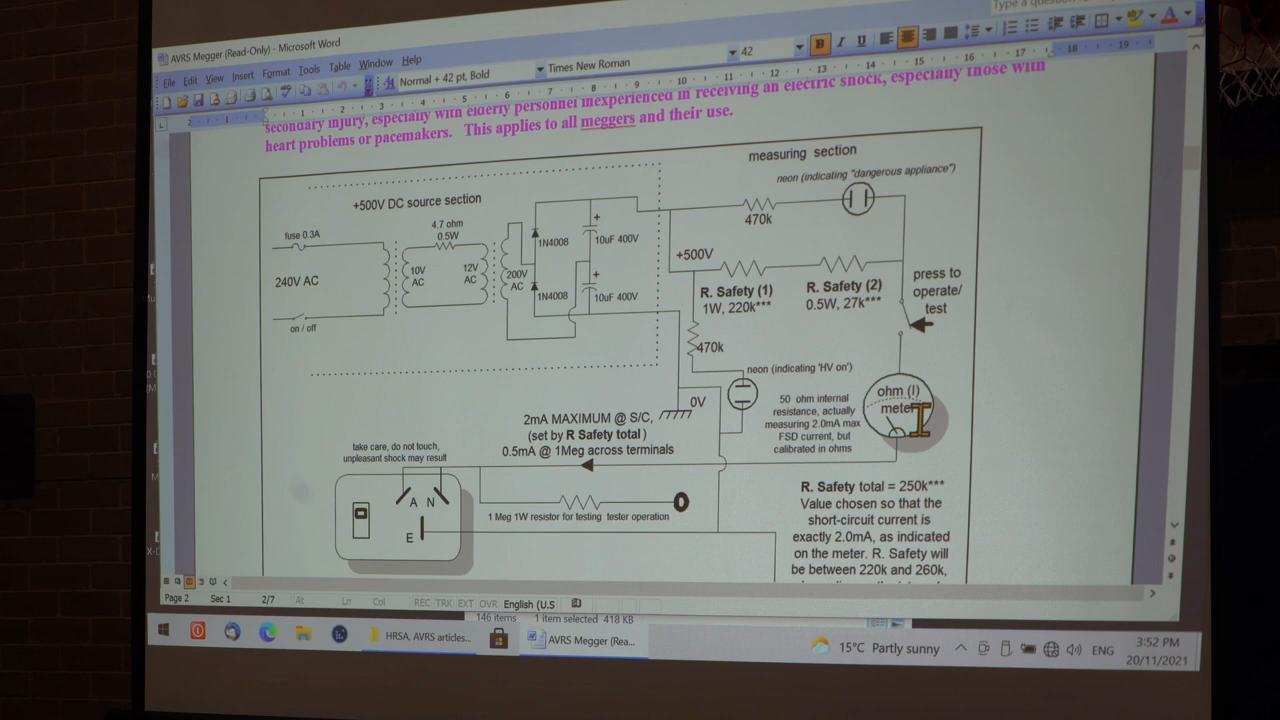 AVRS Megger (Read-Only) - Microsoft Word
File Edit View Insert Format Tools Table Window Help
Normal + 42 pt, Bold
Times New Roman
42
secondary injury, especially with elderly personnel inexperienced in receiving an electric shock, especially those with
heart problems or pacemakers. This applies to all meggers and their use.
measuring section
neon (indicating "dangerous appliance")
+500V DC source section
fuse 0.3A
4.7 ohm
0.5W
240V AC
10V
AC
12V
AC
200V
AC
on / off
1N4008
1N4008
+
10uF 400V
+
10uF 400V
470k
+500V
R. Safety (1)
1W, 220k***
R. Safety (2)
0.5W, 27k***
press to
operate/
test
470k
neon (indicating 'HV on')
0V
ohm (I)
meter
50 ohm internal
resistance, actually
measuring 2.0mA max
FSD current, but
calibrated in ohms
2mA MAXIMUM @ S/C,
(set by R Safety total )
0.5mA @ 1Meg across terminals
take care, do not touch,
unpleasant shock may result
A N
E
1 Meg 1W resistor for testing tester operation
R. Safety total = 250k***
Value chosen so that the
short-circuit current is
exactly 2.0mA, as indicated
on the meter. R. Safety will
be between 220k and 260k,
Page 2 Sec 1 2/7 At Ln Col REC TRK EXT OVR English (U.S
146 items 1 item selected 418 KB
HRSA, AVRS articles...
AVRS Megger (Rea...
15°C Partly sunny
ENG
3:52 PM
20/11/2021